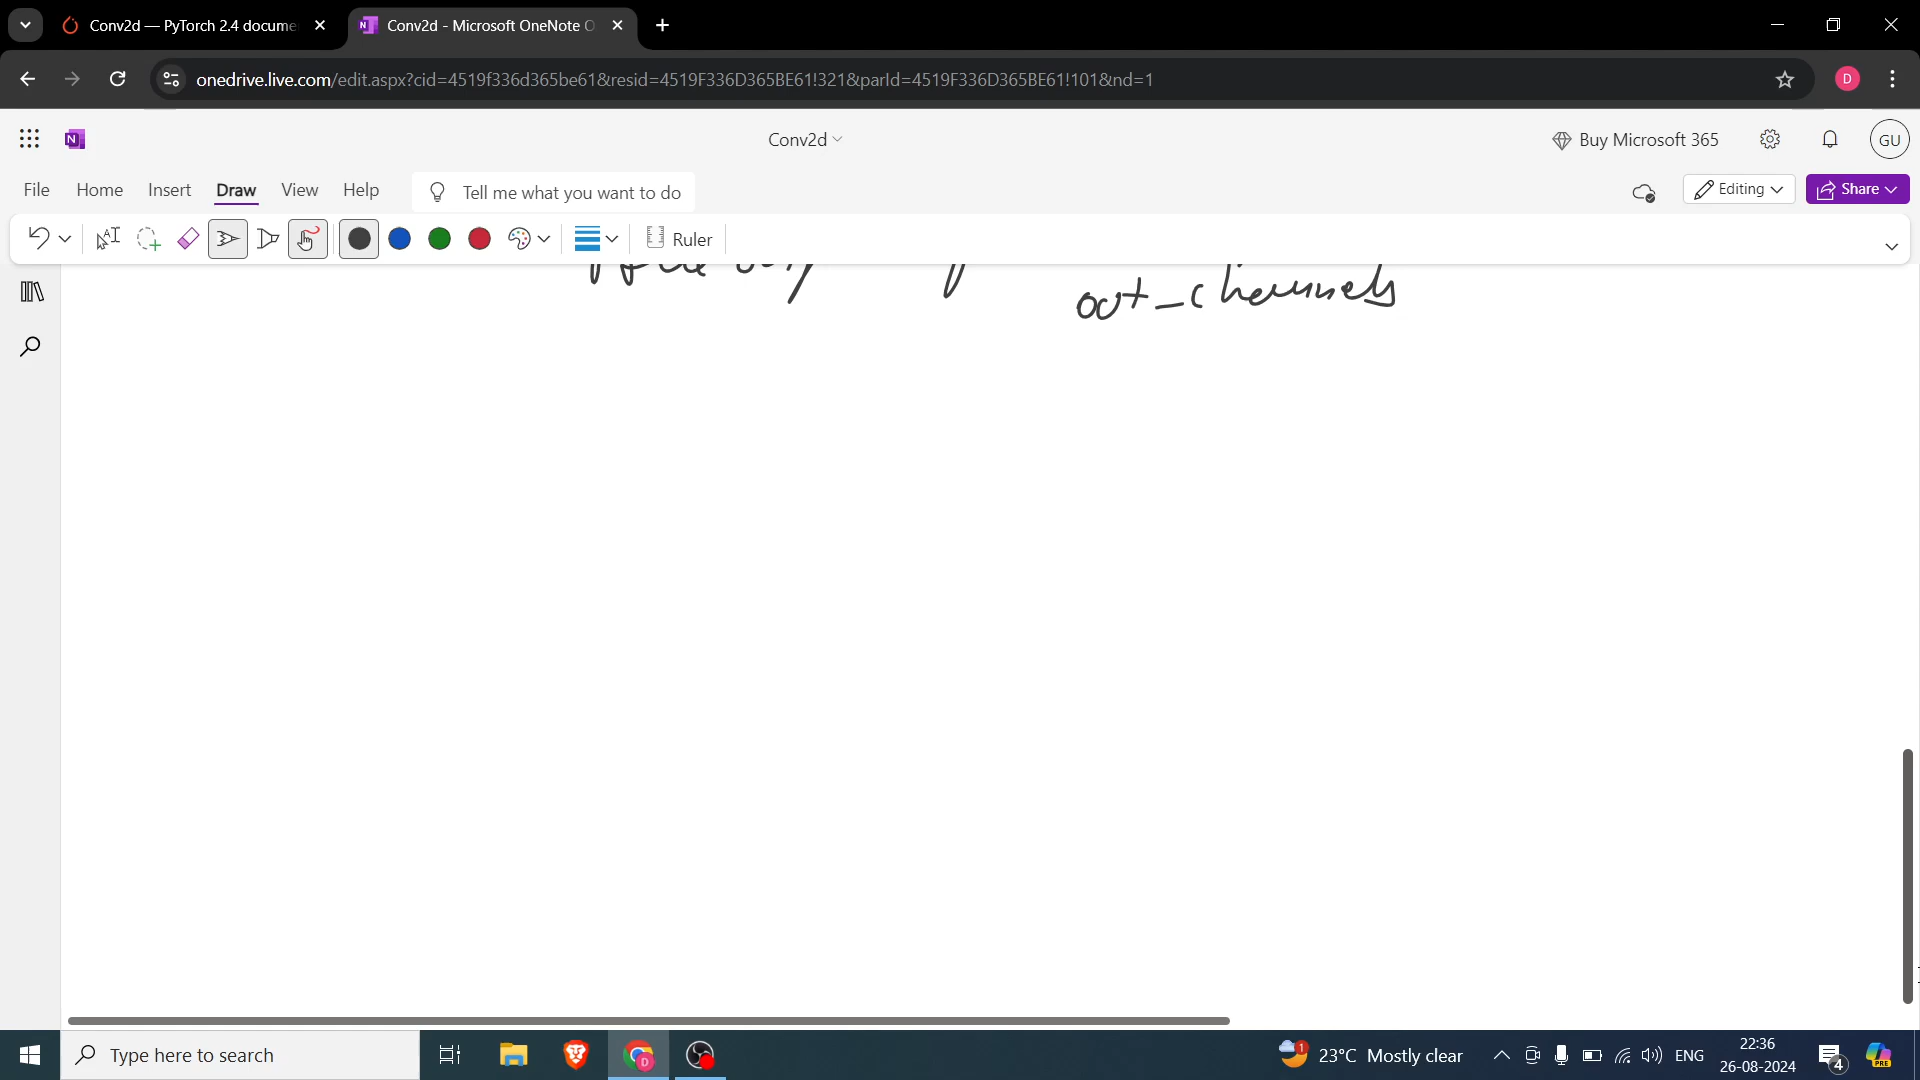 Conv2d — PyTorch 2.4 docume
Conv2d - Microsoft OneNote O
onedrive.live.com/edit.aspx?cid=4519f336d365be61&resid=4519F336D365BE61!321&parId=4519F336D365BE61!101&nd=1
D
N
Conv2d
Buy Microsoft 365
GU
File Home Insert Draw View Help
Tell me what you want to do
Editing
Share
Ruler
out_channels
Type here to search
D
1
23°C Mostly clear
ENG
22:36
26-08-2024
4
PRE